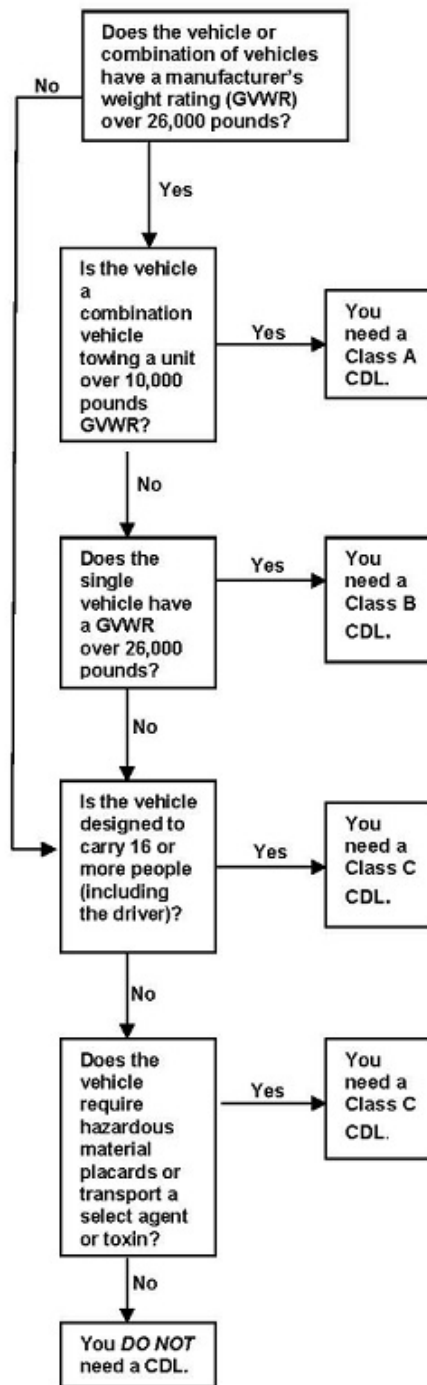 Does the vehicle or
combination of vehicles
have a manufacturer's
weight rating (GVWR)
over 26,000 pounds?
No
Yes
Is the vehicle
a
combination
vehicle
towing a unit
over 10,000
pounds
GVWR?
Yes
You
need a
Class A
CDL.
No
Does the
single
vehicle have
a GVWR
over 26,000
pounds?
Yes
You
need a
Class B
CDL.
No
Is the vehicle
designed to
carry 16 or
more people
(including
the driver)?
Yes
You
need a
Class C
CDL.
No
Does the
vehicle
require
hazardous
material
placards or
transport a
select agent
or toxin?
Yes
You
need a
Class C
CDL.
No
You DO NOT
need a CDL.